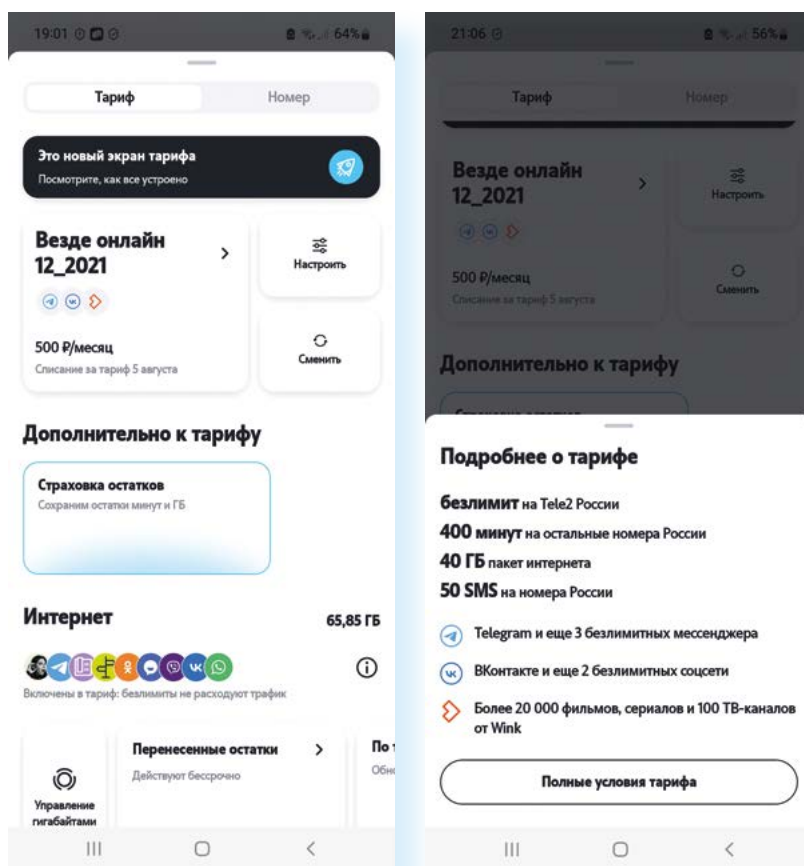 19:01
64%
Тариф
Номер
Это новый экран тарифа
Посмотрите, как все устроено
Везде онлайн
12_2021
500 ₽/месяц
Списание за тариф 5 августа
Настроить
Сменить
Дополнительно к тарифу
Страховка остатков
Сохраним остатки минут и ГБ
Интернет
65,85 ГБ
Включены в тариф: безлимиты не расходуют трафик
Управление
гигабайтами
Перенесенные остатки
Действуют бессрочно
21:06
56%
Тариф
Номер
Везде онлайн
12_2021
500 ₽/месяц
Списание за тариф 5 августа
Настроить
Сменить
Дополнительно к тарифу
Страховка остатков
Подробнее о тарифе
безлимит на Tele2 России
400 минут на остальные номера России
40 ГБ пакет интернета
50 SMS на номера России
Telegram и еще 3 безлимитных мессенджера
ВКонтакте и еще 2 безлимитных соцсети
Более 20 000 фильмов, сериалов и 100 ТВ-каналов
от Wink
Полные условия тарифа